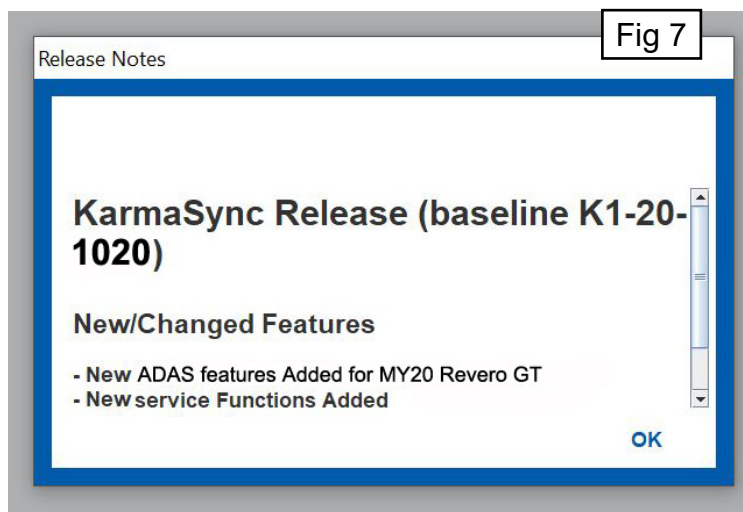 Fig 7
Release Notes
KarmaSync Release (baseline K1-20-
1020)
New/Changed Features
- New ADAS features Added for MY20 Revero GT
- New service Functions Added
OK